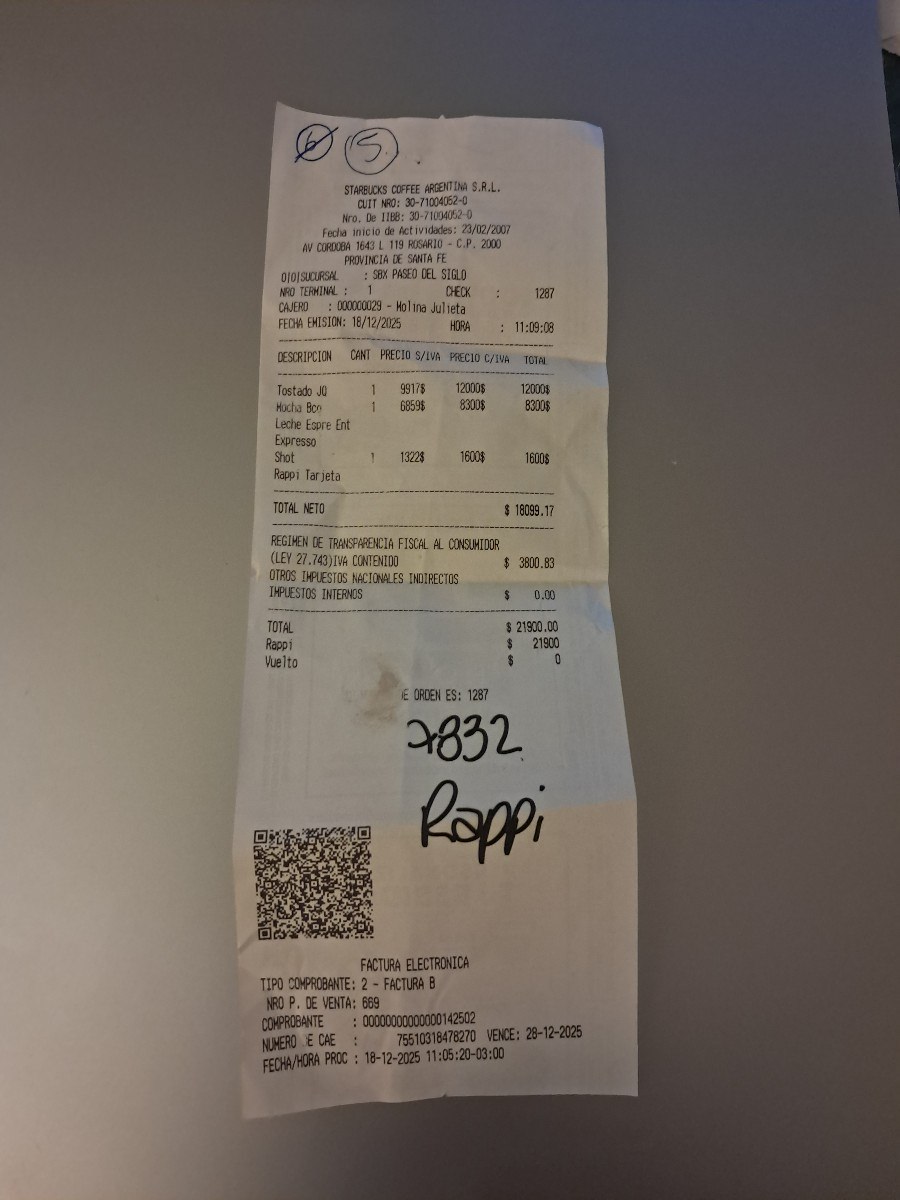 6 5.
STARBUCKS COFFEE ARGENTINA S.R.L.
CUIT NRO: 30-71004052-0
Nro. De IIBB: 30-71004052-0
Fecha inicio de Actividades: 23/02/2007
AV CORDOBA 1643 L 119 ROSARIO - C.P. 2000
PROVINCIA DE SANTA FE
0|0|SUCURSAL : SBX PASEO DEL SIGLO
NRO TERMINAL : 1 CHECK : 1287
CAJERO : 000000029 - Molina Julieta
FECHA EMISION: 18/12/2025 HORA : 11:09:08
DESCRIPCION CANT PRECIO S/IVA PRECIO C/IVA TOTAL
Tostado JQ 1 9917$ 12000$ 12000$
Mocha Bco 1 6859$ 8300$ 8300$
Leche Espre Ent
Expresso
Shot 1 1322$ 1600$ 1600$
Rappi Tarjeta
TOTAL NETO $ 18099.17
REGIMEN DE TRANSPARENCIA FISCAL AL CONSUMIDOR
(LEY 27.743)IVA CONTENIDO $ 3800.83
OTROS IMPUESTOS NACIONALES INDIRECTOS
IMPUESTOS INTERNOS $ 0.00
TOTAL $ 21900.00
Rappi $ 21900
Vuelto $ 0
E ORDEN ES: 1287
7832
Rappi
FACTURA ELECTRONICA
TIPO COMPROBANTE: 2 - FACTURA B
NRO P. DE VENTA: 669
COMPROBANTE : 00000000000000142502
NUMERO E CAE : 75510318478270 VENCE: 28-12-2025
FECHA/HORA PROC : 18-12-2025 11:05:20-03:00